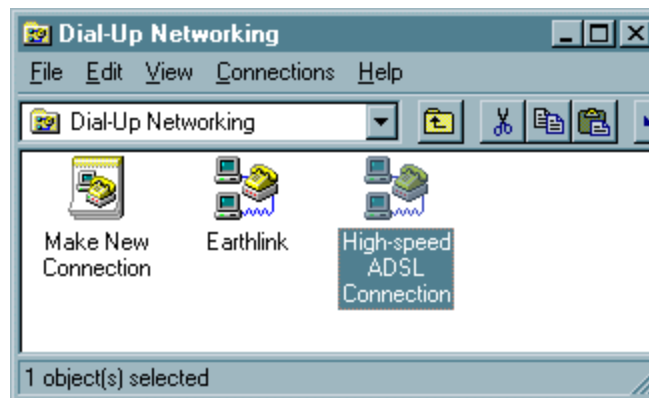 Dial-Up Networking
File Edit View Connections Help
Dial-Up Networking
Make New
Connection
Earthlink
High-speed
ADSL
Connection
1 object(s) selected